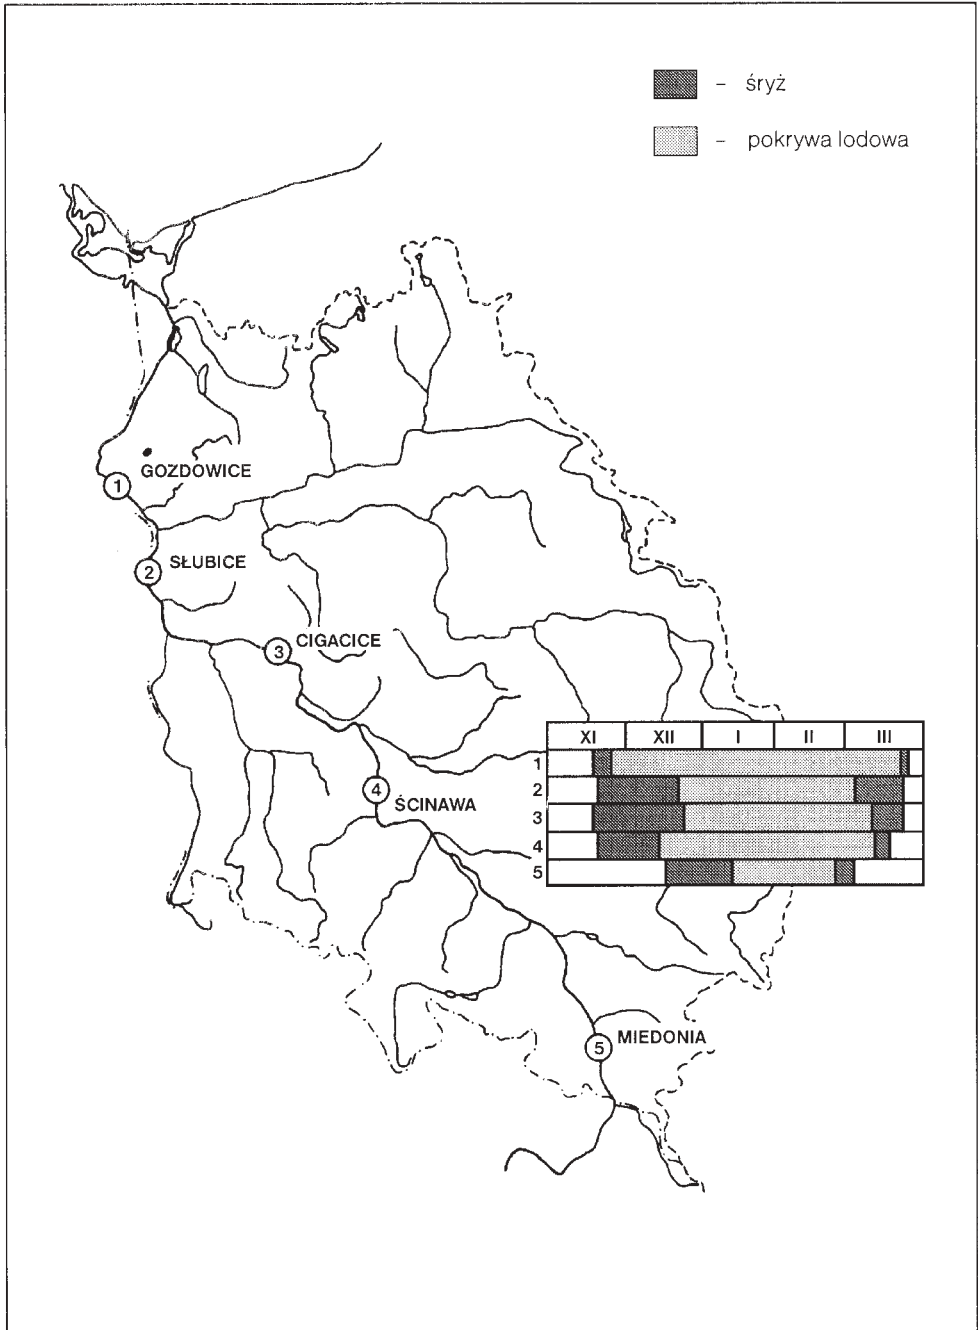 – śryż
– pokrywa lodowa
GOZDOWICE
1
2 SŁUBICE
3 CIGACICE
4 ŚCINAWA
XI XII I II III
1
2
3
4
5
5 MIEDONIA